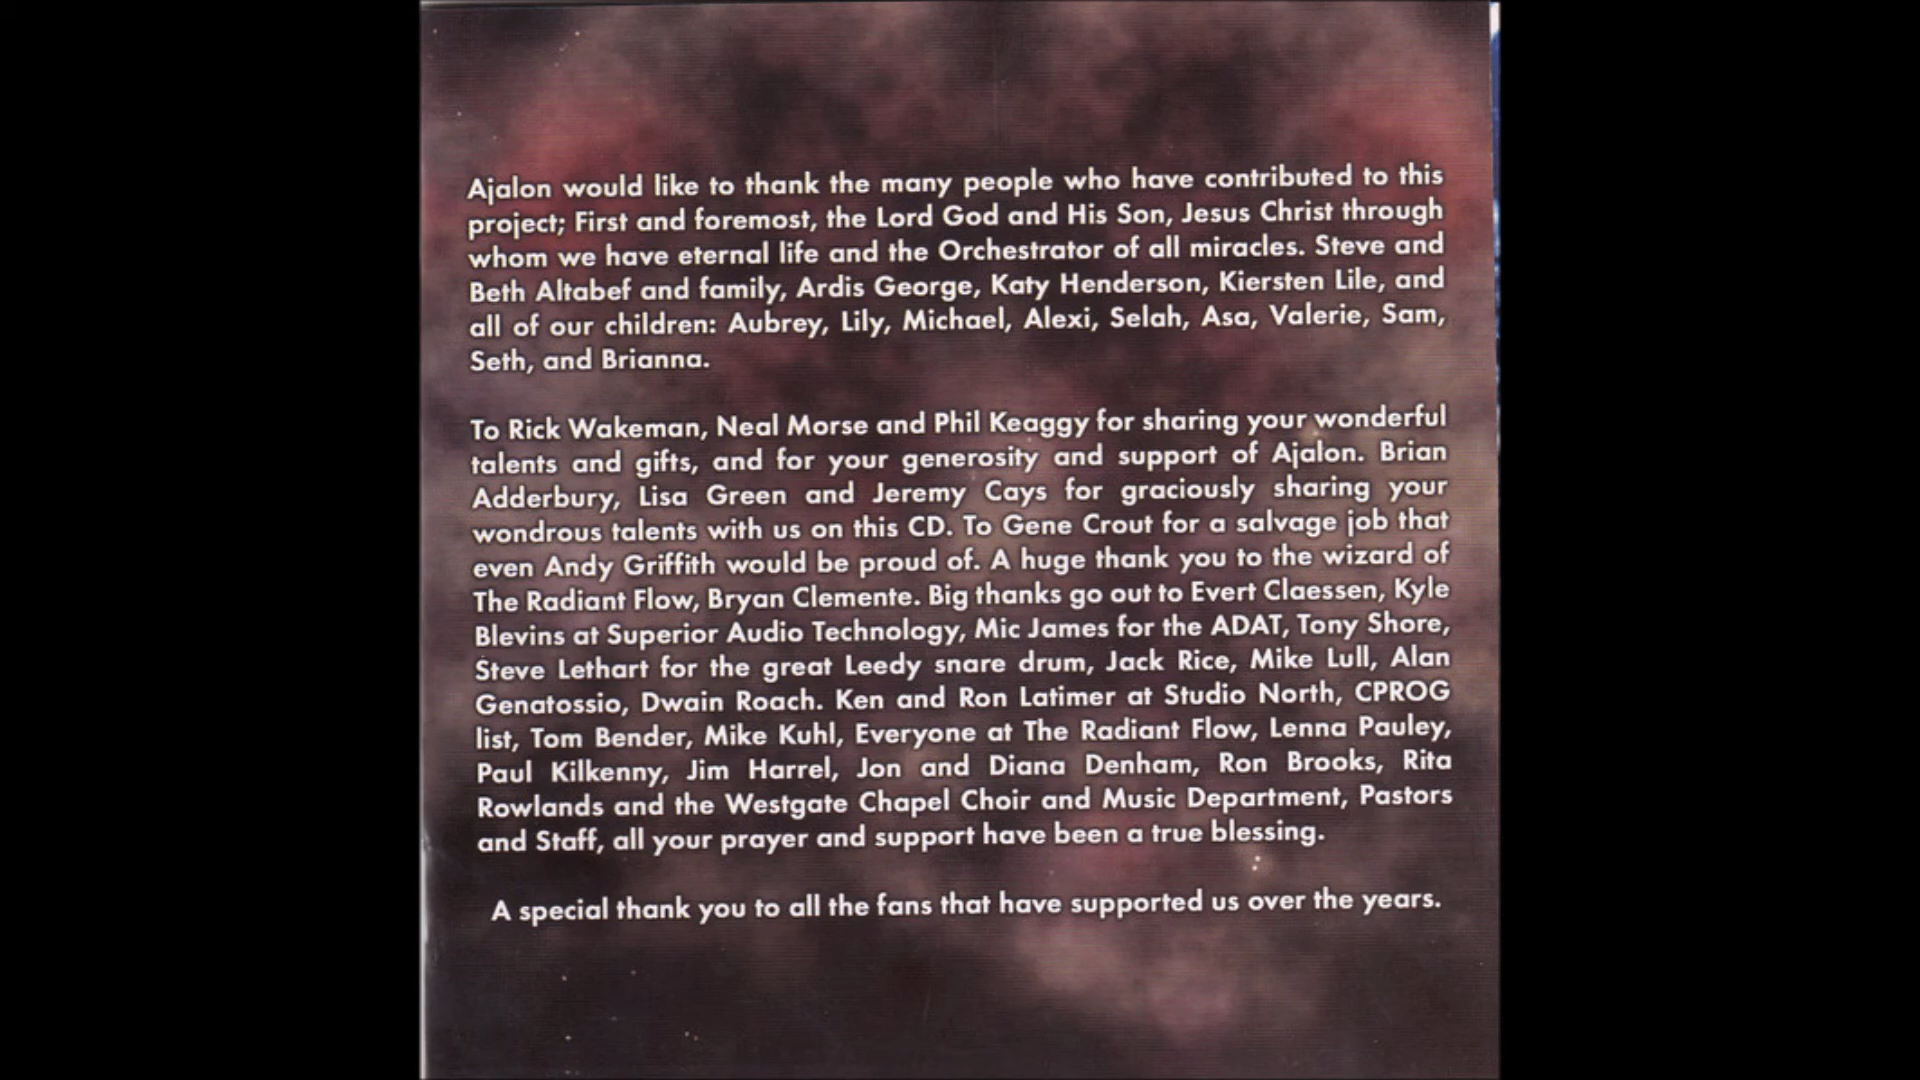 Ajalon would like to thank the many people who have contributed to this
project; First and foremost, the Lord God and His Son, Jesus Christ through
whom we have eternal life and the Orchestrator of all miracles. Steve and
Beth Altabef and family, Ardis George, Katy Henderson, Kiersten Lile, and
all of our children: Aubrey, Lily, Michael, Alexi, Selah, Asa, Valerie, Sam,
Seth, and Brianna.
To Rick Wakeman, Neal Morse and Phil Keaggy for sharing your wonderful
talents and gifts, and for your generosity and support of Ajalon. Brian
Adderbury, Lisa Green and Jeremy Cays for graciously sharing your
wondrous talents with us on this CD. To Gene Crout for a salvage job that
even Andy Griffith would be proud of. A huge thank you to the wizard of
The Radiant Flow, Bryan Clemente. Big thanks go out to Evert Claessen, Kyle
Blevins at Superior Audio Technology, Mic James for the ADAT, Tony Shore,
Steve Lethart for the great Leedy snare drum, Jack Rice, Mike Lull, Alan
Genatossio, Dwain Roach. Ken and Ron Latimer at Studio North, CPROG
list, Tom Bender, Mike Kuhl, Everyone at The Radiant Flow, Lenna Pauley,
Paul Kilkenny, Jim Harrel, Jon and Diana Denham, Ron Brooks, Rita
Rowlands and the Westgate Chapel Choir and Music Department, Pastors
and Staff, all your prayer and support have been a true blessing.
A special thank you to all the fans that have supported us over the years.